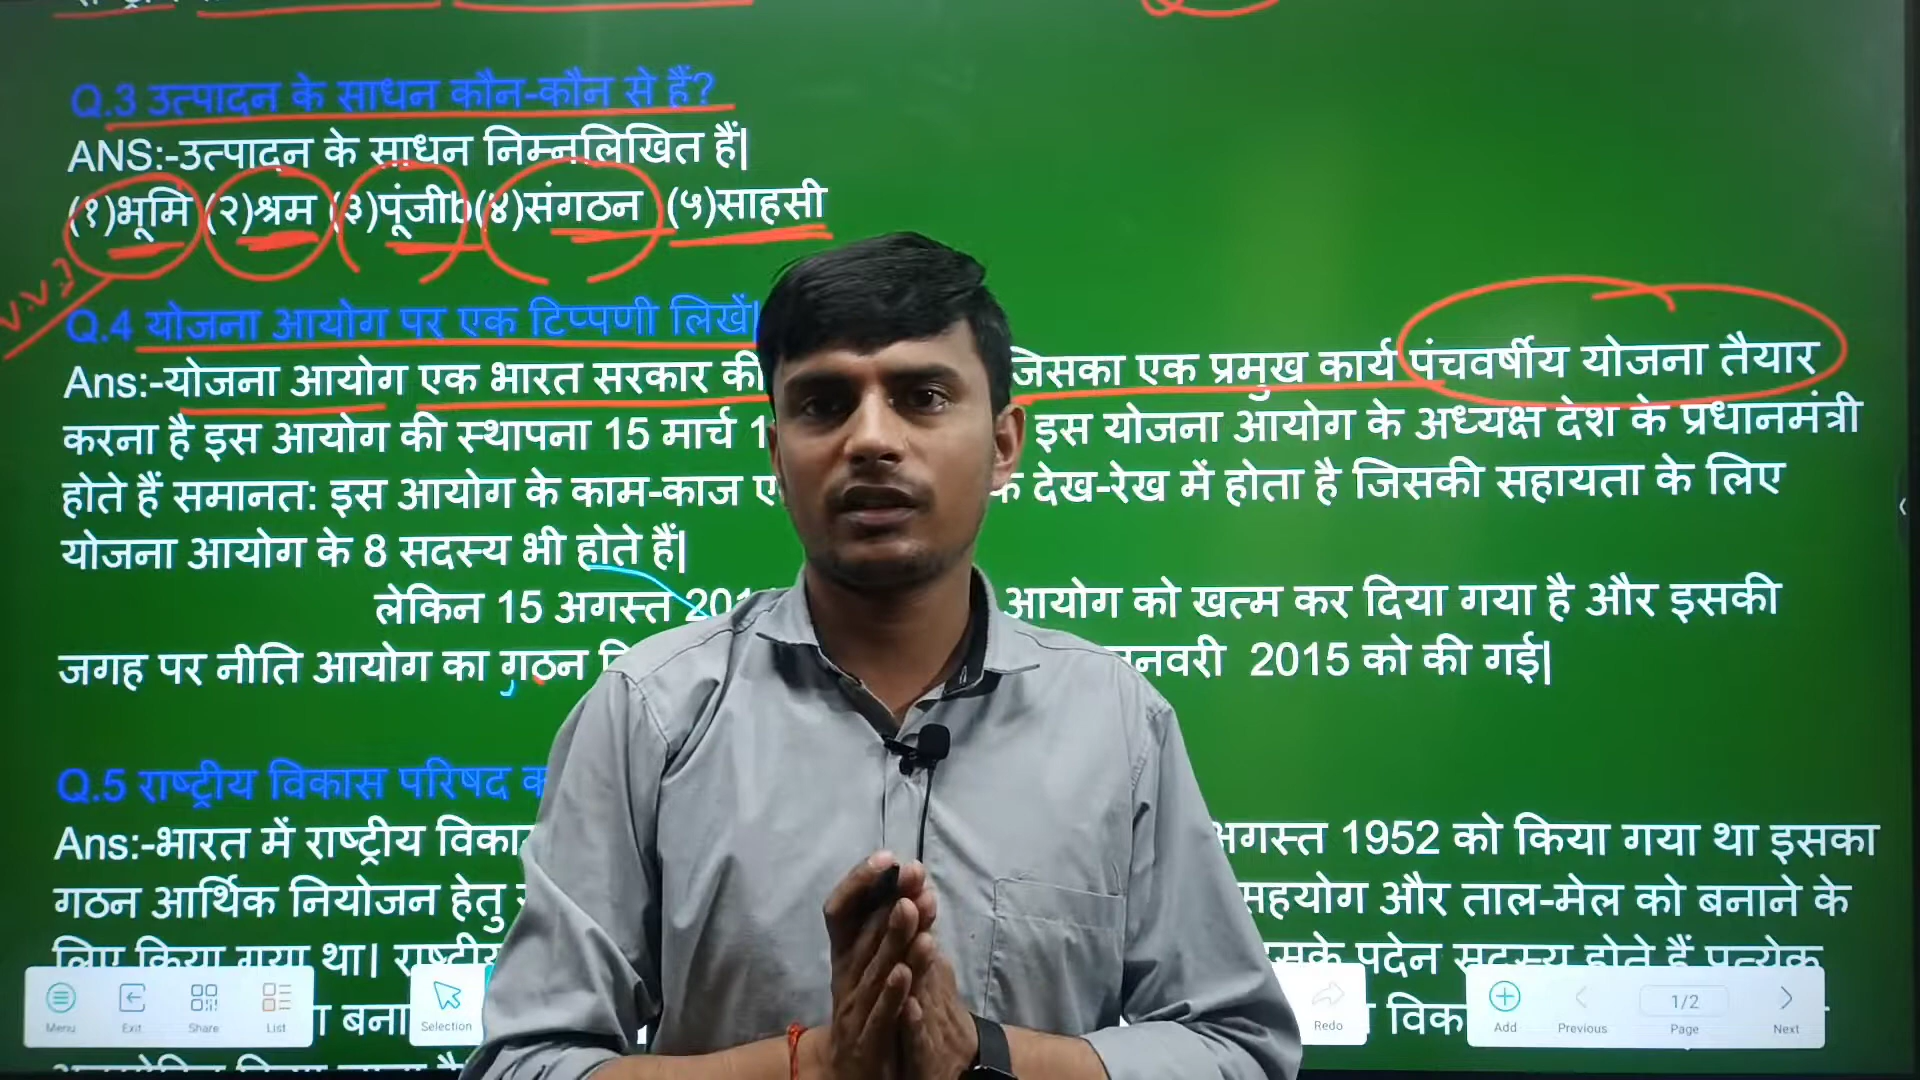 Q.3 उत्पादन के साधन कौन-कौन से हैं?
ANS:-उत्पादन के साधन निम्नलिखित हैं|
(१)भूमि (२)श्रम (३)पूंजीb(४)संगठन (५)साहसी
v.v.I
Q.4 योजना आयोग पर एक टिप्पणी लिखें|
Ans:-योजना आयोग एक भारत सरकार की जिसका एक प्रमुख कार्य पंचवर्षीय योजना तैयार
करना है इस आयोग की स्थापना 15 मार्च इस योजना आयोग के अध्यक्ष देश के प्रधानमंत्री
होते हैं समानत: इस आयोग के काम-काज देख-रेख में होता है जिसकी सहायता के लिए
योजना आयोग के 8 सदस्य भी होते हैं|
लेकिन 15 अगस्त आयोग को खत्म कर दिया गया है और इसकी
जगह पर नीति आयोग का गठन 2015 को की गई|
Q.5 राष्ट्रीय विकास परिषद
Ans:-भारत में राष्ट्रीय 1952 को किया गया था इसका
गठन आर्थिक नियोजन हेतु सहयोग और ताल-मेल को बनाने के
लिए किया गया था| पदेन सदस्य होते हैं प्रत्येक
Menu Exit Share List Selection Redo Add Previous 1/2 Page Next